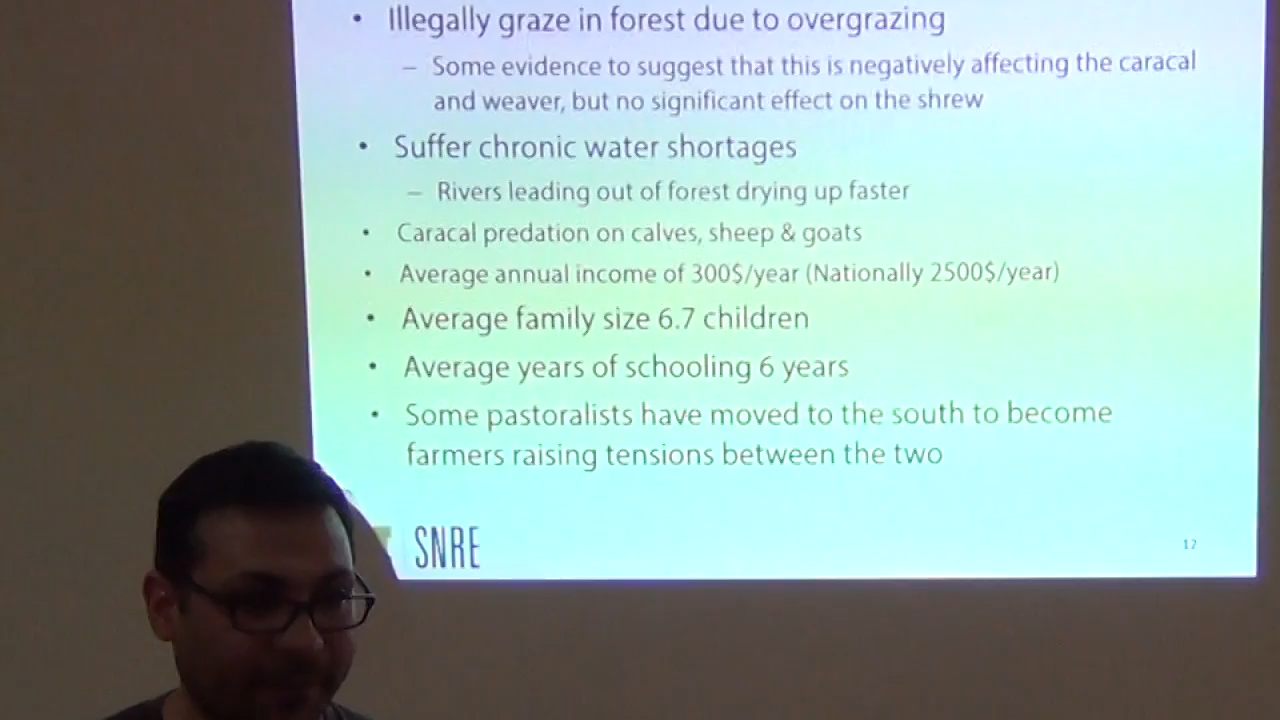 • Illegally graze in forest due to overgrazing
– Some evidence to suggest that this is negatively affecting the caracal
and weaver, but no significant effect on the shrew
• Suffer chronic water shortages
– Rivers leading out of forest drying up faster
• Caracal predation on calves, sheep & goats
• Average annual income of 300$/year (Nationally 2500$/year)
• Average family size 6.7 children
• Average years of schooling 6 years
• Some pastoralists have moved to the south to become
farmers raising tensions between the two
SNRE
17